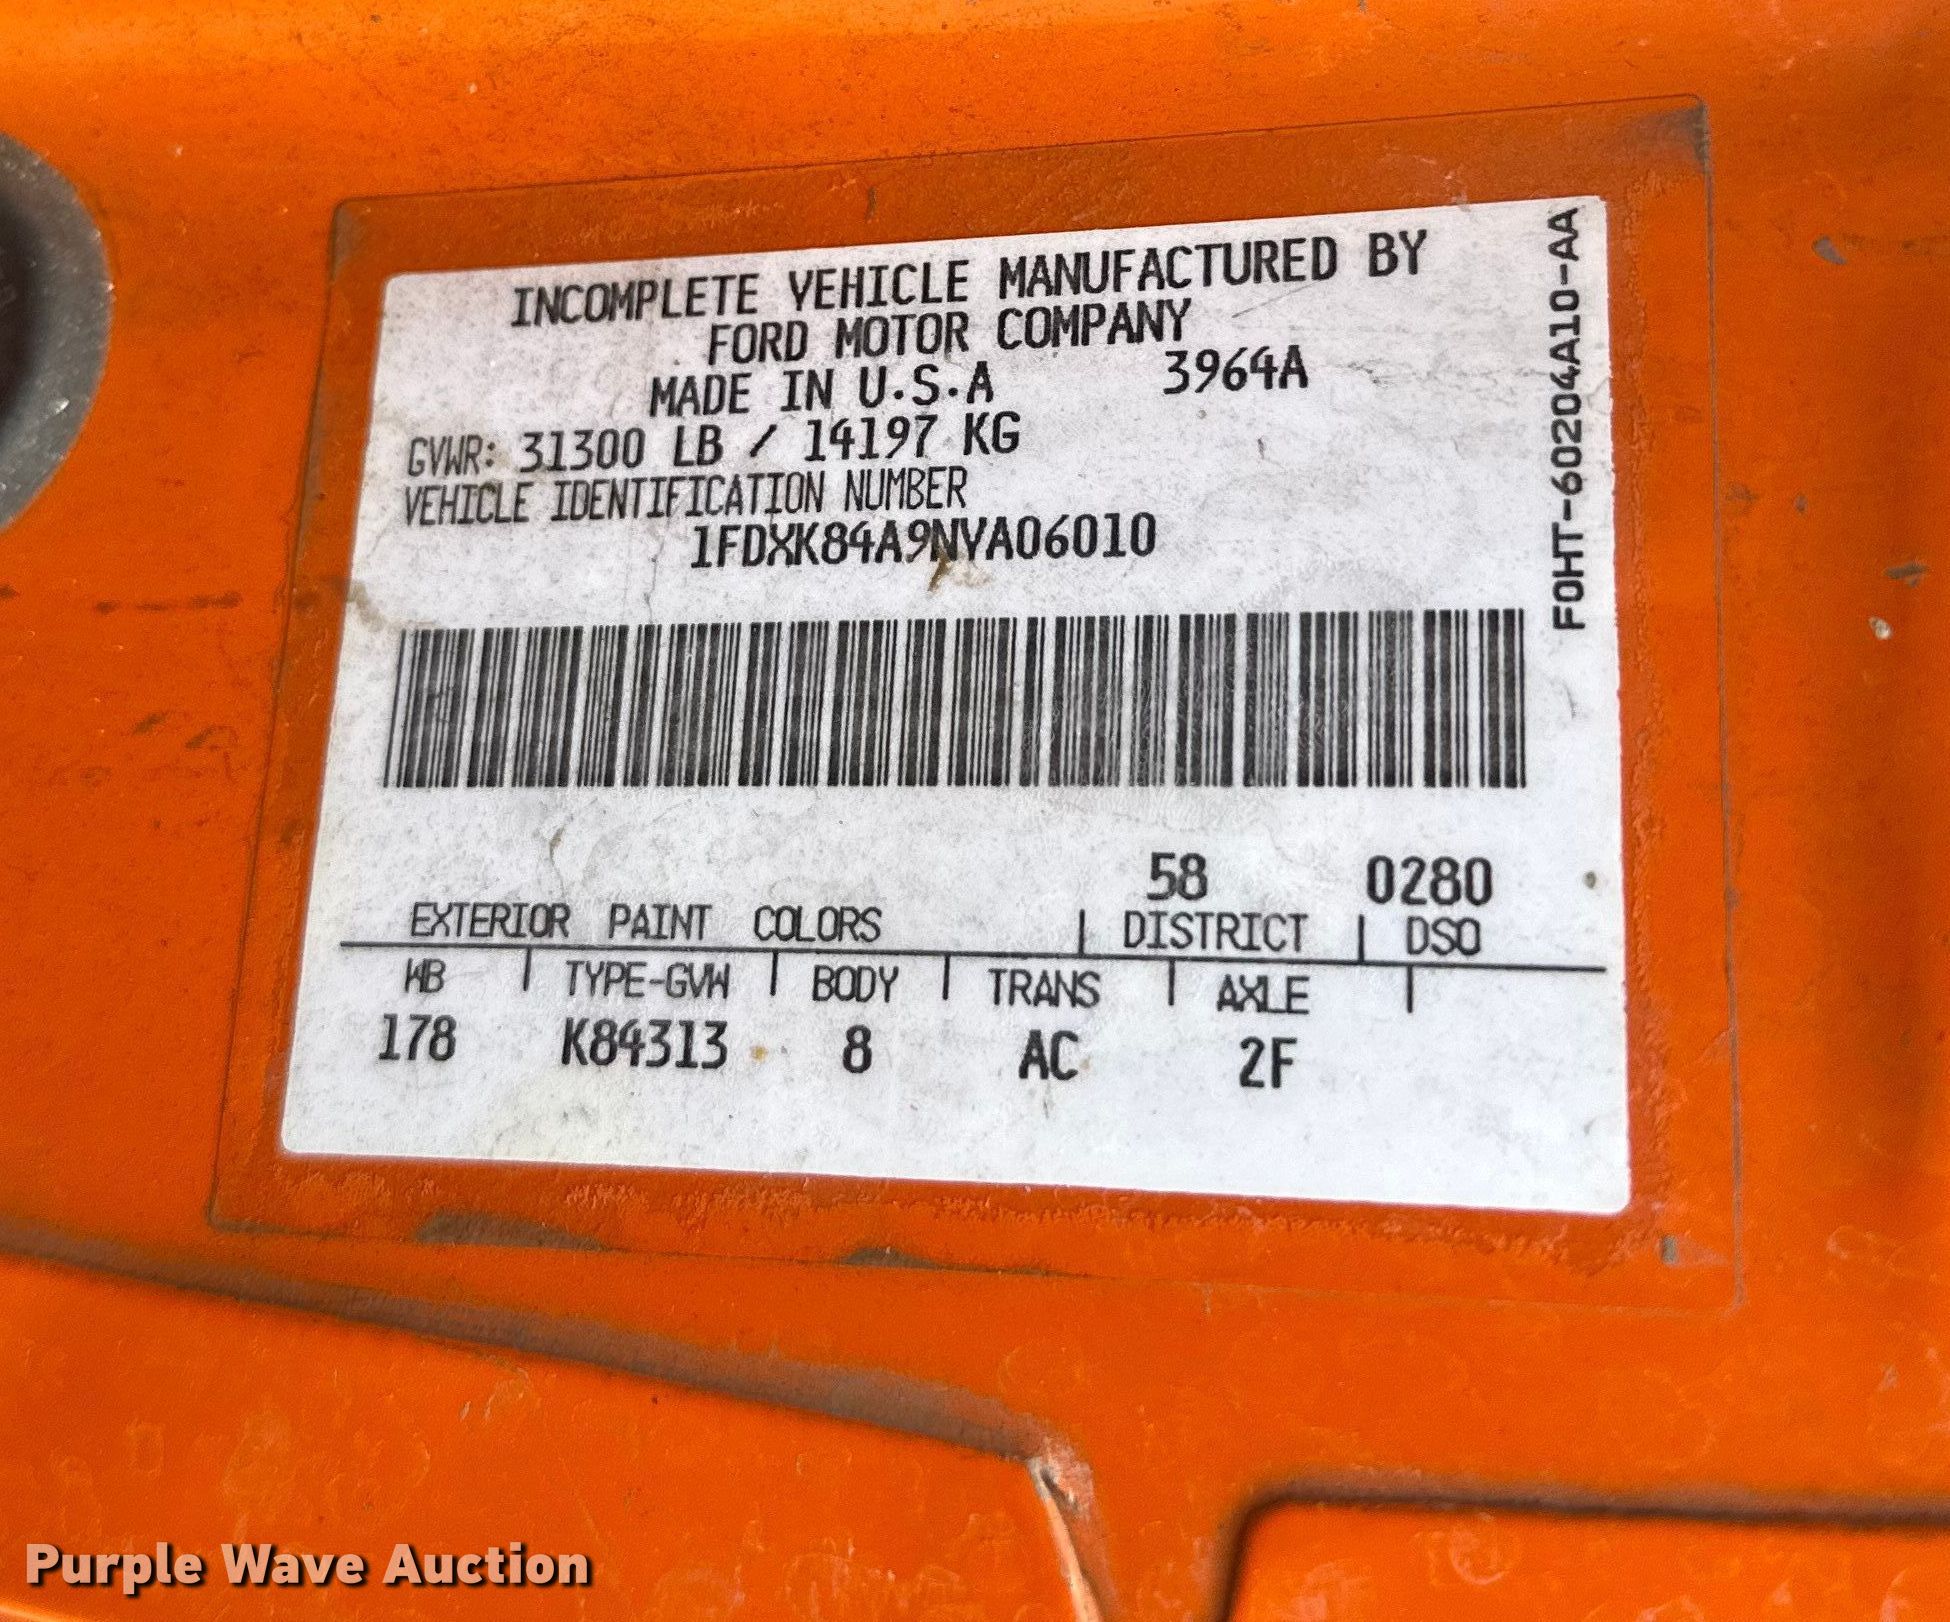 INCOMPLETE VEHICLE MANUFACTURED BY
FORD MOTOR COMPANY
MADE IN U.S.A 3964A
GVWR: 31300 LB / 14197 KG
VEHICLE IDENTIFICATION NUMBER
1FDXK84A9NVA06010
F0HT-60204A10-AA
58 0280
EXTERIOR PAINT COLORS | DISTRICT | DSO
WB | TYPE-GVW | BODY | TRANS | AXLE |
178 K84313 8 AC 2F
Purple Wave Auction